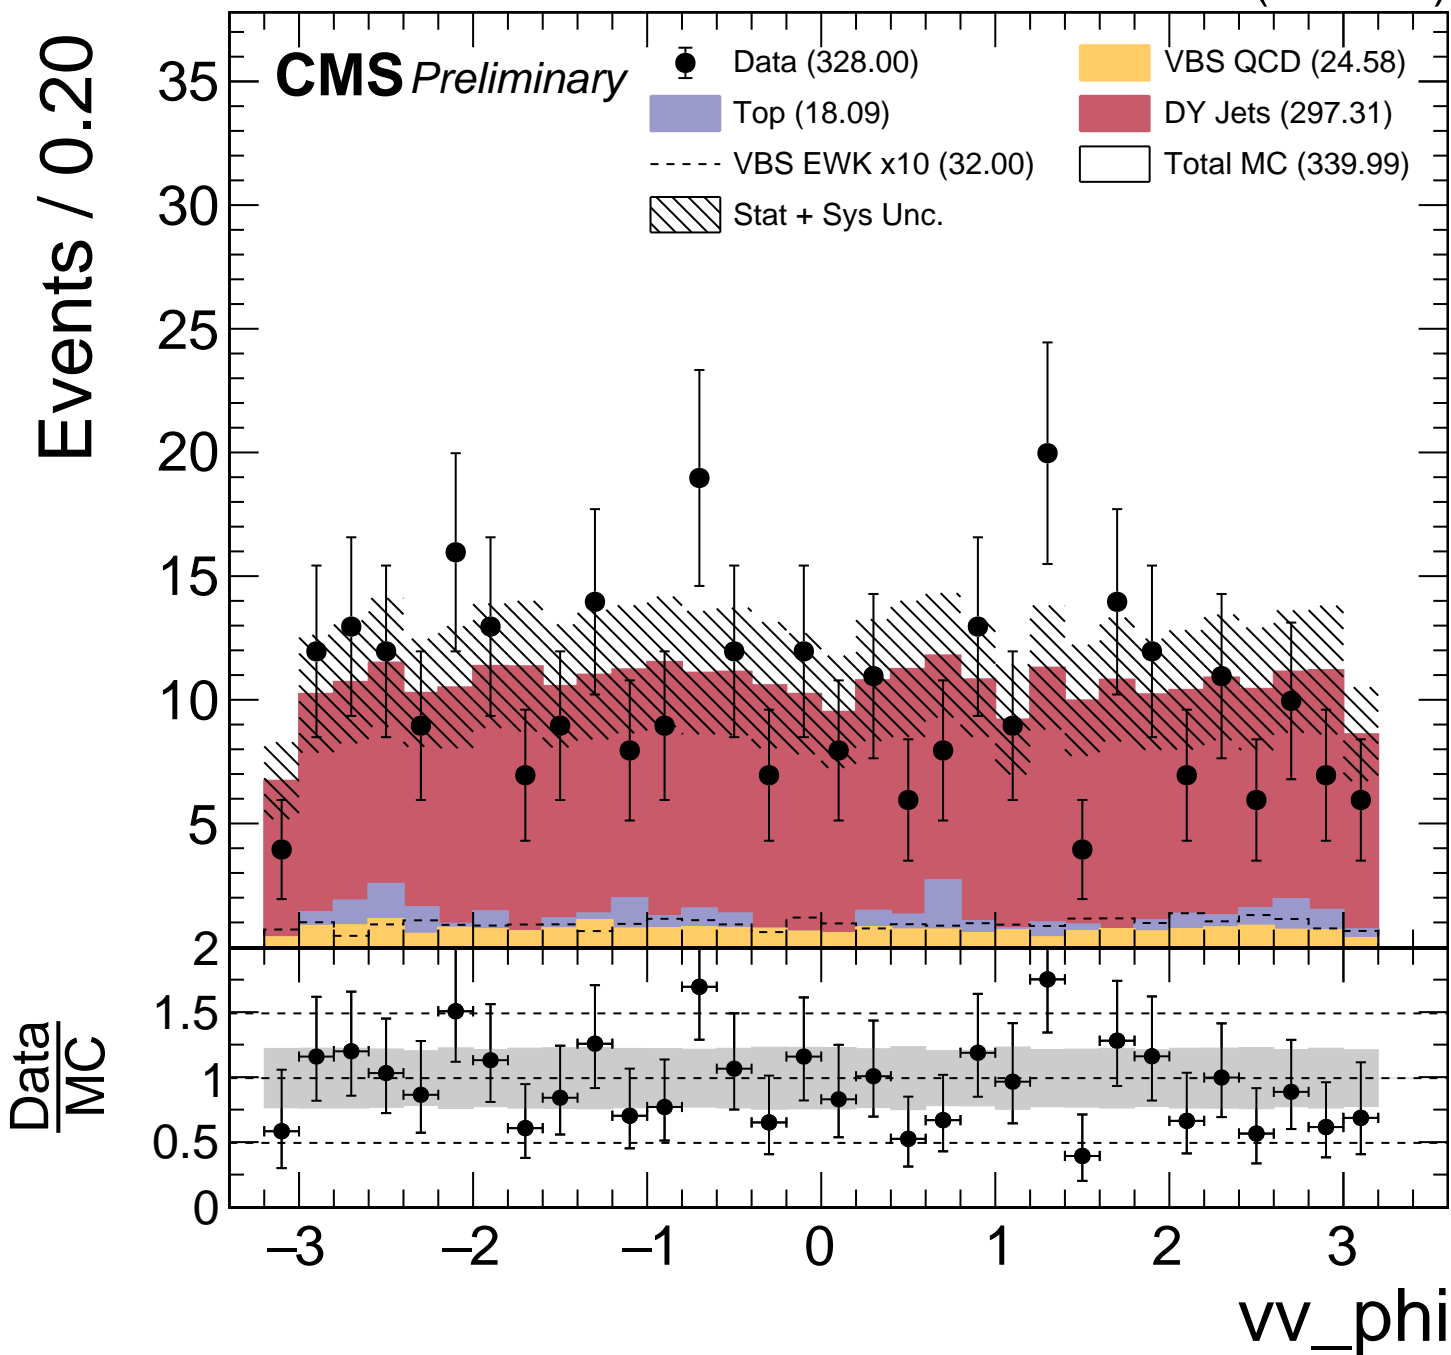 CMS Preliminary
Data (328.00)
VBS QCD (24.58)
Top (18.09)
DY Jets (297.31)
VBS EWK x10 (32.00)
Total MC (339.99)
Stat + Sys Unc.
Events / 0.20
35
30
25
20
15
10
5
2
2
1.5
1
0.5
0
Data
MC
−3 −2 −1 0 1 2 3
vv_phi